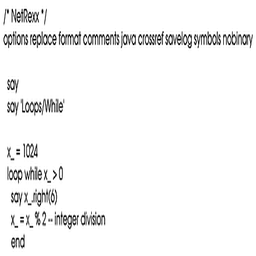 /* NetRexx */
options replace format comments java crossref savelog symbols nobinary
say
say 'Loops/While'
x_ = 1024
loop while x_ > 0
say x_.right(6)
x_ = x_ % 2 -- integer division
end